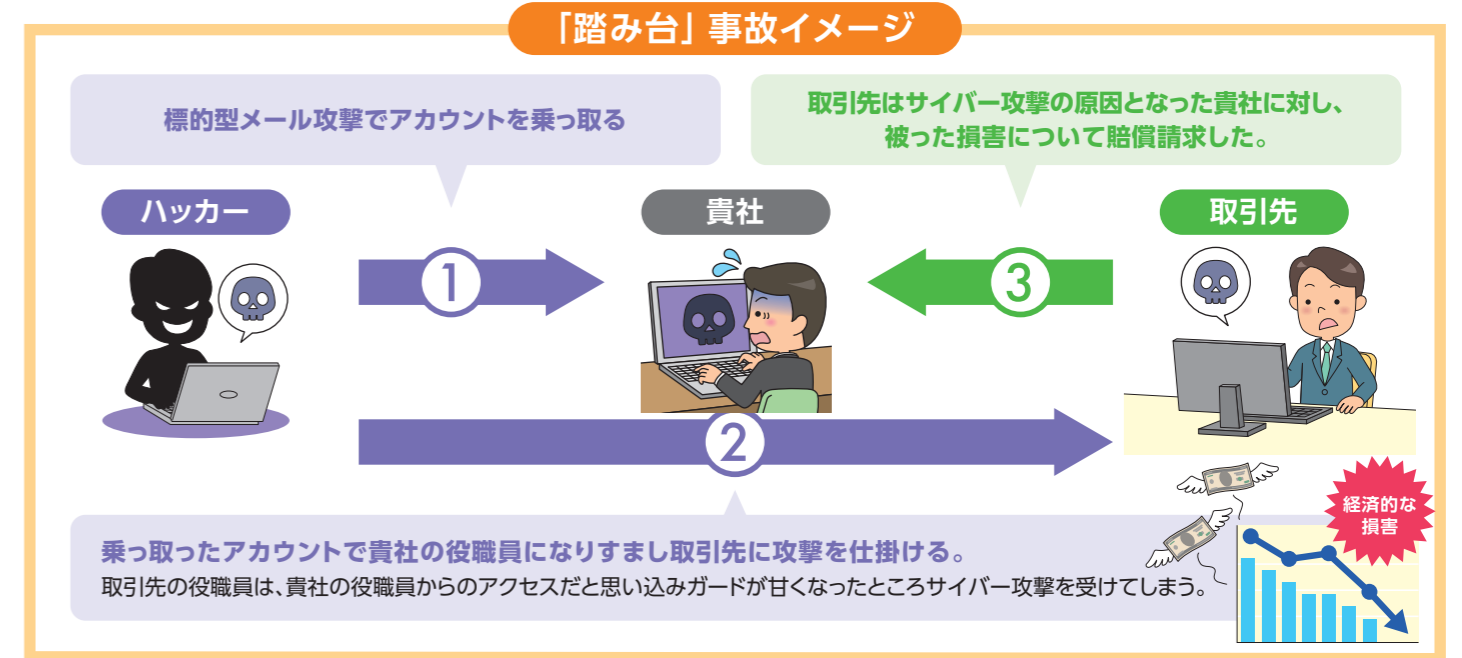 「踏み台」事故イメージ
標的型メール攻撃でアカウントを乗っ取る
取引先はサイバー攻撃の原因となった貴社に対し、
被った損害について賠償請求した。
ハッカー
貴社
取引先
1
3
2
経済的な
損害
乗っ取ったアカウントで貴社の役職員になりすまし取引先に攻撃を仕掛ける。
取引先の役職員は、貴社の役職員からのアクセスだと思い込みガードが甘くなったところサイバー攻撃を受けてしまう。